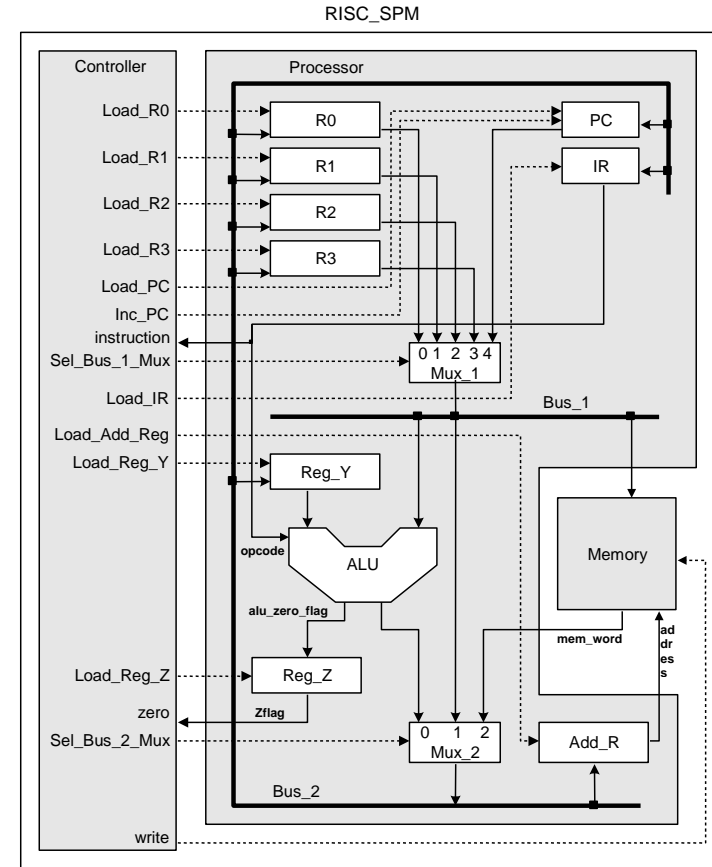 RISC_SPM
Controller
Processor
Load_R0
R0
PC
Load_R1
R1
IR
Load_R2
R2
Load_R3
R3
Load_PC
Inc_PC
instruction
Sel_Bus_1_Mux
0 1 2 3 4
Mux_1
Load_IR
Bus_1
Load_Add_Reg
Load_Reg_Y
Reg_Y
opcode
ALU
Memory
alu_zero_flag
mem_word
ad
dr
es
s
Load_Reg_Z
Reg_Z
zero
Zflag
Sel_Bus_2_Mux
0 1 2
Mux_2
Add_R
Bus_2
write